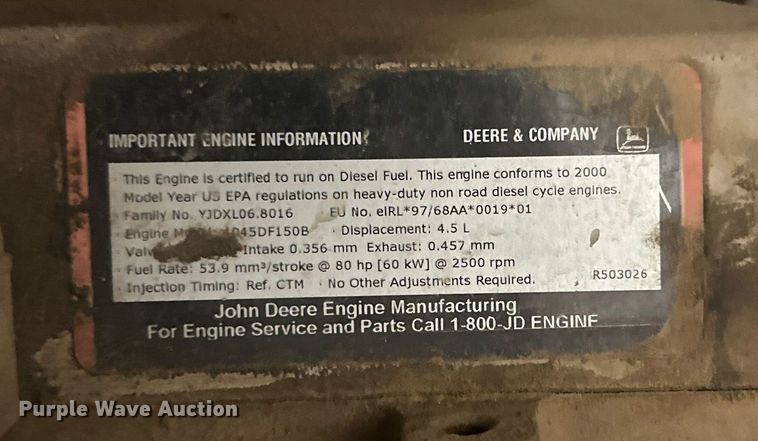 IMPORTANT ENGINE INFORMATION
DEERE & COMPANY
This Engine is certified to run on Diesel Fuel. This engine conforms to 2000
Model Year US EPA regulations on heavy-duty non road diesel cycle engines.
Family No. YJDXL06.8016 · EU No. eIRL*97/68AA*0019*01
Engine 045DF150B · Displacement: 4.5 L
Intake 0.356 mm Exhaust: 0.457 mm
Fuel Rate: 53.9 mm³/stroke @ 80 hp [60 kW] @ 2500 rpm
Injection Timing: Ref. CTM · No Other Adjustments Required.
R503026
John Deere Engine Manufacturing
For Engine Service and Parts Call 1-800-JD ENGINE
Purple Wave Auction